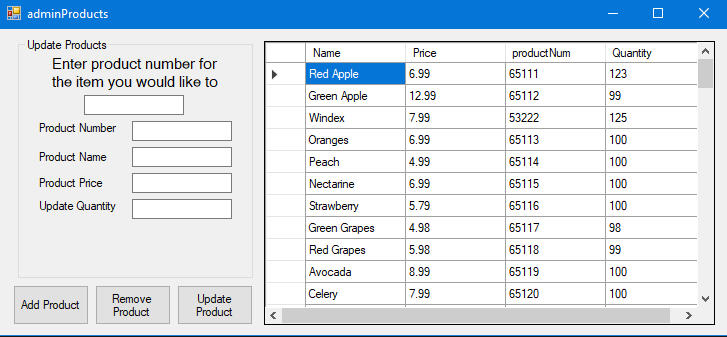 adminProducts
Update Products
Enter product number for
the item you would like to
Product Number
Product Name
Product Price
Update Quantity
Add Product
Remove
Product
Update
Product
Name Price productNum Quantity
Red Apple 6.99 65111 123
Green Apple 12.99 65112 99
Windex 7.99 53222 125
Oranges 6.99 65113 100
Peach 4.99 65114 100
Nectarine 6.99 65115 100
Strawberry 5.79 65116 100
Green Grapes 4.98 65117 98
Red Grapes 5.98 65118 99
Avocada 8.99 65119 100
Celery 7.99 65120 100